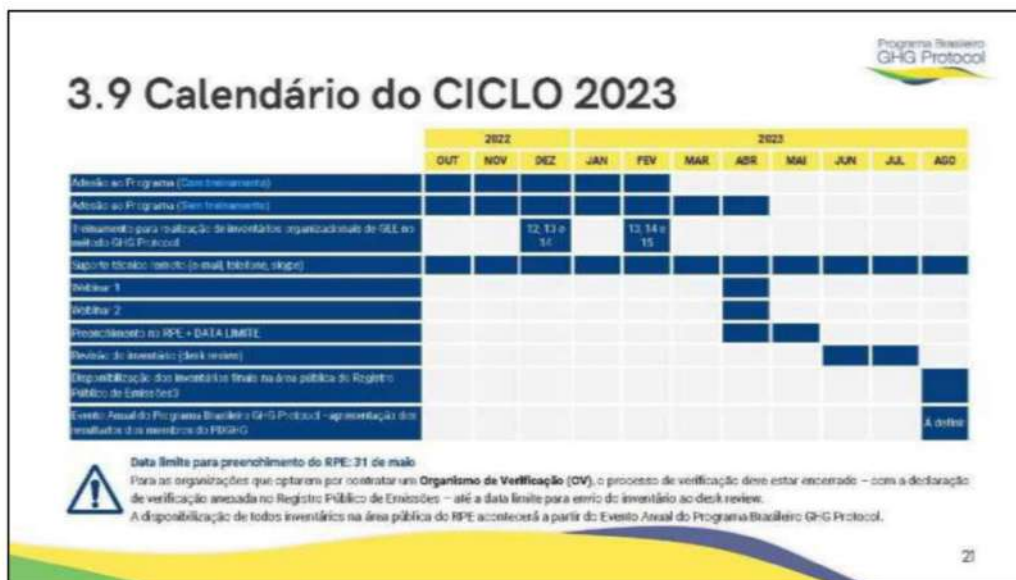 Programa Brasileiro
GHG Protocol
3.9 Calendário do CICLO 2023
2022 2023
OUT NOV DEZ JAN FEV MAR ABR MAI JUN JUL AGO
Adesão ao Programa (Com treinamento)
Adesão ao Programa (Sem treinamento)
Treinamento para realização de inventários organizacionais de GEE no
método GHG Protocol
12, 13 e
14
13, 14 e
15
Suporte técnico remoto (e-mail, telefone, skype)
Webinar 1
Webinar 2
Preenchimento no RPE + DATA LIMITE
Revisão do inventário (desk review)
Disponibilização dos inventários finais na área pública do Registro
Público de Emissões3
Evento Anual do Programa Brasileiro GHG Protocol - apresentação dos
resultados dos membros do PBGHG
A definir
Data limite para preenchimento do RPE: 31 de maio
Para as organizações que optarem por contratar um Organismo de Verificação (OV), o processo de verificação deve estar encerrado – com a declaração
de verificação anexada no Registro Público de Emissões – até a data limite para envio do inventário ao desk review.
A disponibilização de todos inventários na área pública do RPE acontecerá a partir do Evento Anual do Programa Brasileiro GHG Protocol.
21